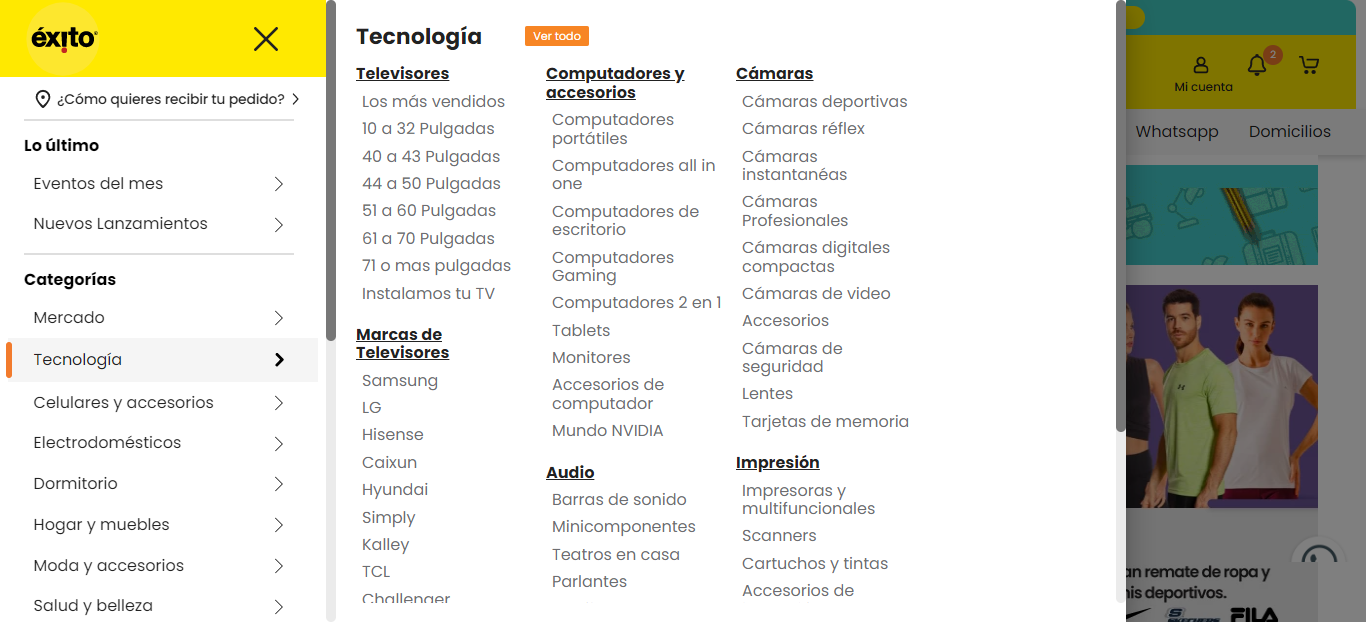 éxito
¿Cómo quieres recibir tu pedido?
Lo último
Eventos del mes
Nuevos Lanzamientos
Categorías
Mercado
Tecnología
Celulares y accesorios
Electrodomésticos
Dormitorio
Hogar y muebles
Moda y accesorios
Salud y belleza
Tecnología
Ver todo
Televisores
Los más vendidos
10 a 32 Pulgadas
40 a 43 Pulgadas
44 a 50 Pulgadas
51 a 60 Pulgadas
61 a 70 Pulgadas
71 o mas pulgadas
Instalamos tu TV
Marcas de
Televisores
Samsung
LG
Hisense
Caixun
Hyundai
Simply
Kalley
TCL
Challenger
Computadores y
accesorios
Computadores
portátiles
Computadores all in
one
Computadores de
escritorio
Computadores
Gaming
Computadores 2 en 1
Tablets
Monitores
Accesorios de
computador
Mundo NVIDIA
Audio
Barras de sonido
Minicomponentes
Teatros en casa
Parlantes
Cámaras
Cámaras deportivas
Cámaras réflex
Cámaras
instantanéas
Cámaras
Profesionales
Cámaras digitales
compactas
Cámaras de video
Accesorios
Cámaras de
seguridad
Lentes
Tarjetas de memoria
Impresión
Impresoras y
multifuncionales
Scanners
Cartuchos y tintas
Accesorios de
2
Mi cuenta
Whatsapp
Domicilios
an remate de ropa y
nis deportivos.
SKECHERS
FILA